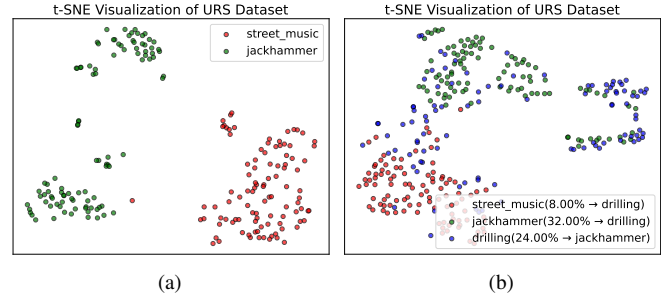 t-SNE Visualization of URS Dataset
street_music
jackhammer
(a)
t-SNE Visualization of URS Dataset
street_music(8.00% → drilling)
jackhammer(32.00% → drilling)
drilling(24.00% → jackhammer)
(b)